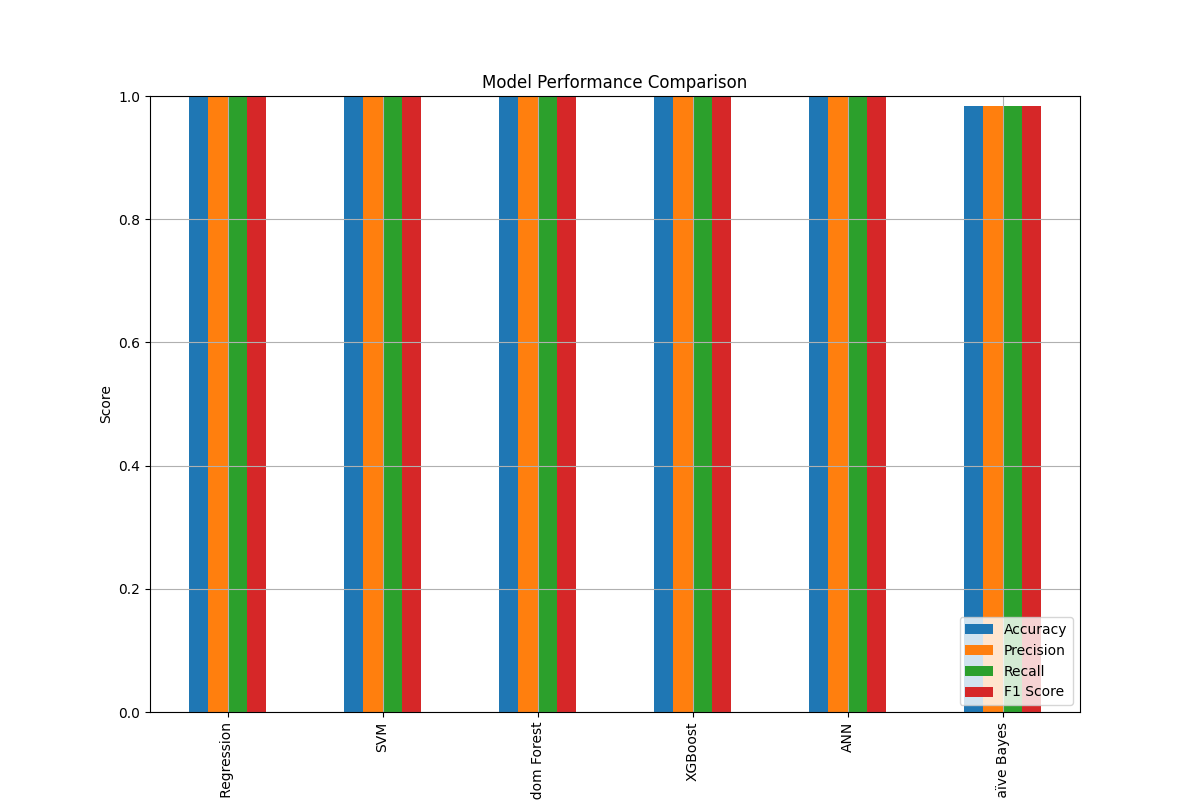 Model Performance Comparison
1.0
0.8
0.6
0.4
0.2
0.0
Score
Accuracy
Precision
Recall
F1 Score
Regression
SVM
dom Forest
XGBoost
ANN
aïve Bayes